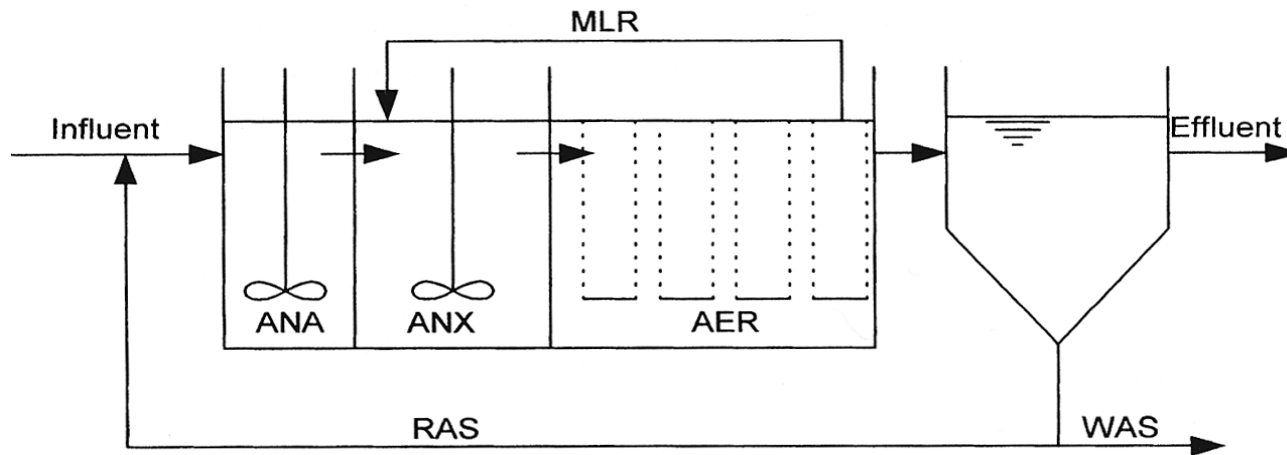 MLR
Influent
Effluent
ANA
ANX
AER
RAS
WAS